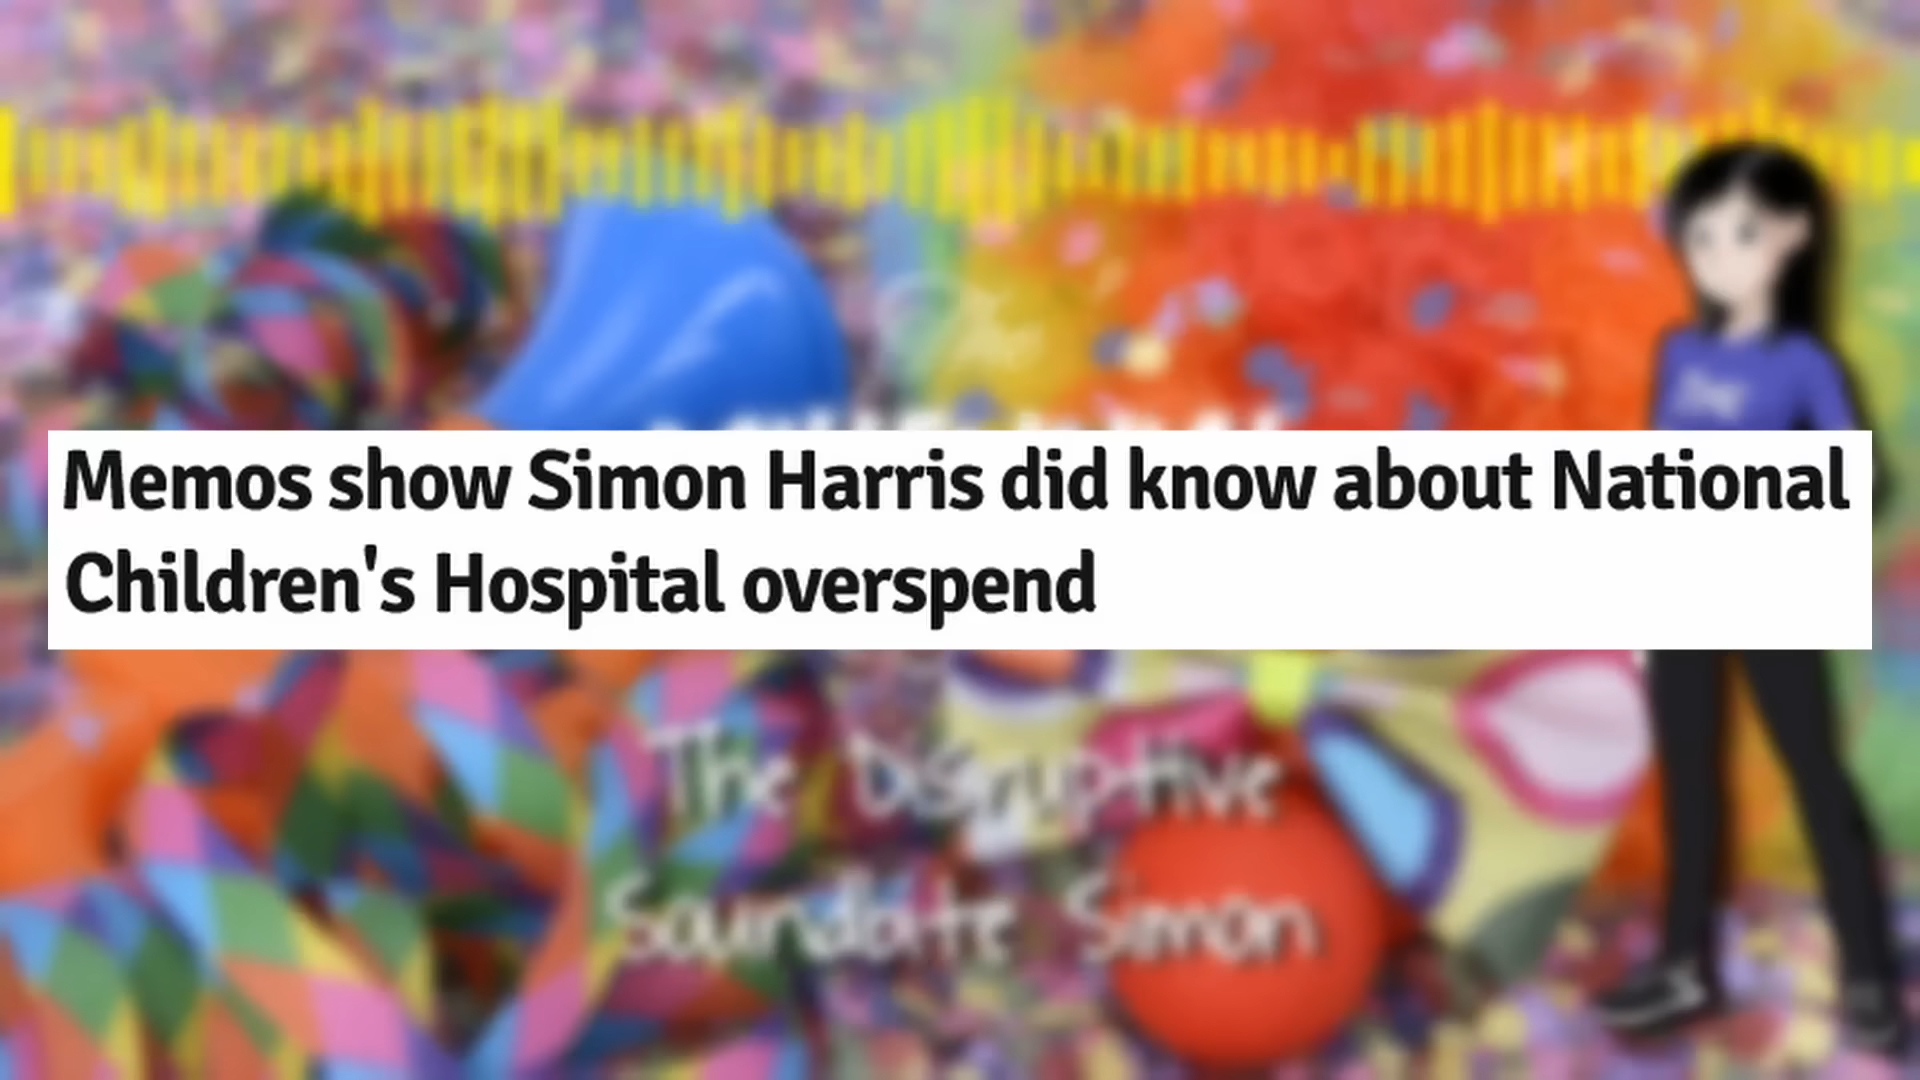 Memos show Simon Harris did know about National
Children's Hospital overspend
The Disruptive
Soundbite Simon